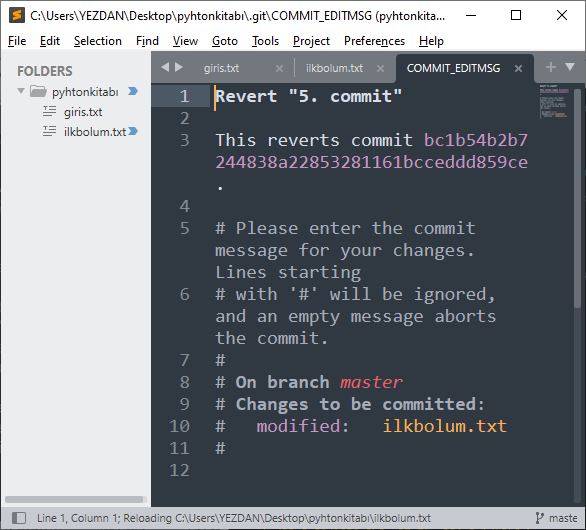 C:\Users\YEZDAN\Desktop\pyhtonkitabı\.git\COMMIT_EDITMSG (pyhtonkita...
File Edit Selection Find View Goto Tools Project Preferences Help
FOLDERS
pyhtonkitabı
giris.txt
ilkbolum.txt
giris.txt
ilkbolum.txt
COMMIT_EDITMSG
1 Revert "5. commit"
2
3 This reverts commit bc1b54b2b7
244838a22853281161bcceddd859ce
.
4
5 # Please enter the commit
message for your changes.
Lines starting
6 # with '#' will be ignored,
and an empty message aborts
the commit.
7 #
8 # On branch master
9 # Changes to be committed:
10 # modified: ilkbolum.txt
11 #
12
Line 1, Column 1; Reloading C:\Users\YEZDAN\Desktop\pyhtonkitabı\ilkbolum.txt
maste